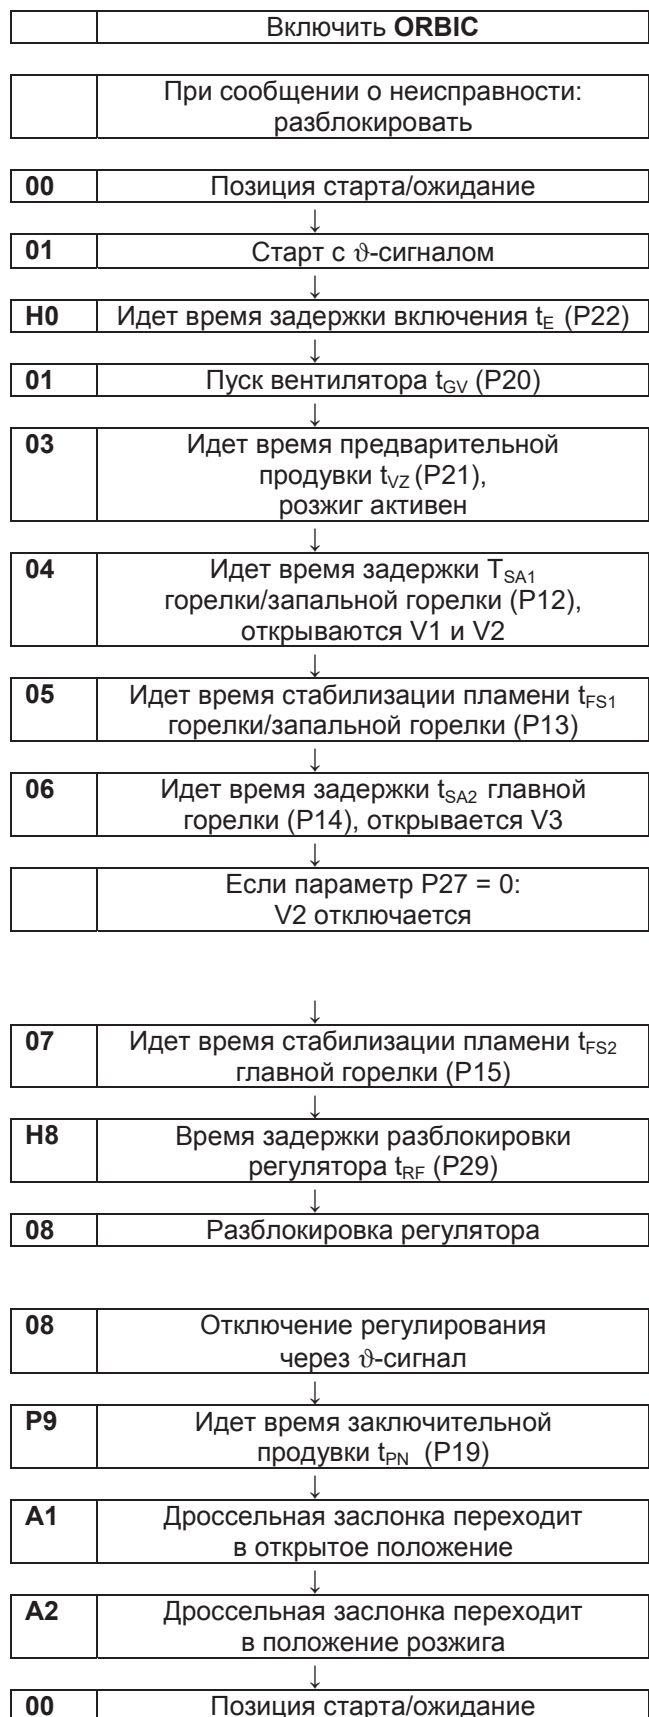 Включить ORBIC
При сообщении о неисправности:
разблокировать
00 Позиция старта/ожидание
↓
01 Старт с ϑ-сигналом
↓
H0 Идет время задержки включения tE (P22)
↓
01 Пуск вентилятора tGV (P20)
↓
03 Идет время предварительной
продувки tVZ (P21),
розжиг активен
↓
04 Идет время задержки TSA1
горелки/запальной горелки (P12),
открываются V1 и V2
↓
05 Идет время стабилизации пламени tFS1
горелки/запальной горелки (P13)
↓
06 Идет время задержки tSA2 главной
горелки (P14), открывается V3
↓
Если параметр P27 = 0:
V2 отключается
↓
07 Идет время стабилизации пламени tFS2
главной горелки (P15)
↓
H8 Время задержки разблокировки
регулятора tRF (P29)
↓
08 Разблокировка регулятора
08 Отключение регулирования
через ϑ-сигнал
↓
P9 Идет время заключительной
продувки tPN (P19)
↓
A1 Дроссельная заслонка переходит
в открытое положение
↓
A2 Дроссельная заслонка переходит
в положение розжига
↓
00 Позиция старта/ожидание